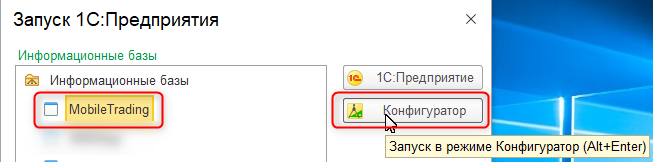 Запуск 1С:Предприятия
Информационные базы
Информационные базы
1С:Предприятие
MobileTrading
Конфигуратор
Запуск в режиме Конфигуратор (Alt+Enter)